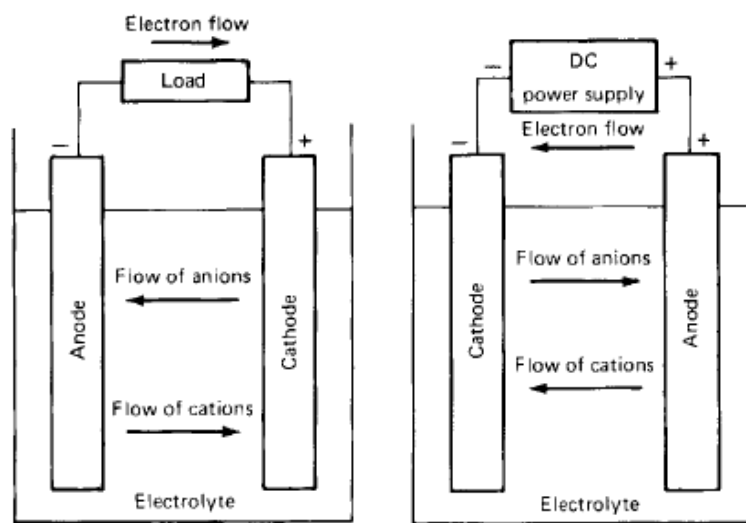 Electron flow
Load
−
+
Anode
Cathode
Flow of anions
Flow of cations
Electrolyte
−
+
DC
power supply
Electron flow
−
+
Cathode
Anode
Flow of anions
Flow of cations
Electrolyte